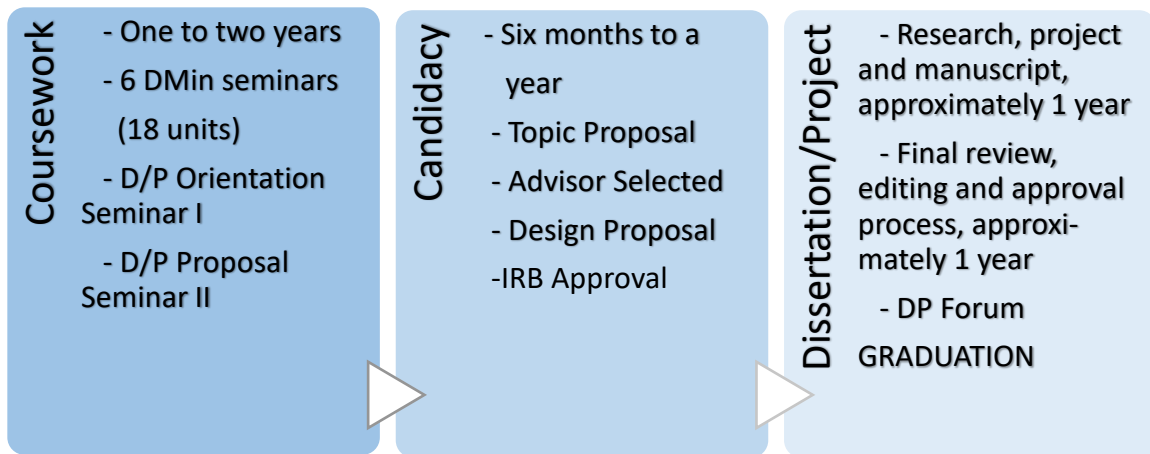 Coursework
- One to two years
- 6 DMin seminars
(18 units)
- D/P Orientation
Seminar I
- D/P Proposal
Seminar II
Candidacy
- Six months to a
year
- Topic Proposal
- Advisor Selected
- Design Proposal
-IRB Approval
Dissertation/Project
- Research, project
and manuscript,
approximately 1 year
- Final review,
editing and approval
process, approxi-
mately 1 year
- DP Forum
GRADUATION